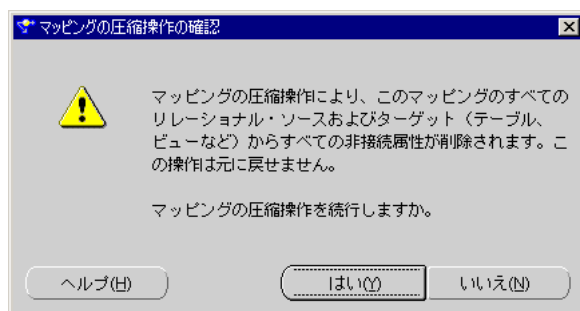 マッピングの圧縮操作の確認
マッピングの圧縮操作により、このマッピングのすべての
リレーショナル・ソースおよびターゲット（テーブル、
ビューなど）からすべての非接続属性が削除されます。こ
の操作は元に戻せません。
マッピングの圧縮操作を続行しますか。
ヘルプ(H)
はい(Y)
いいえ(N)